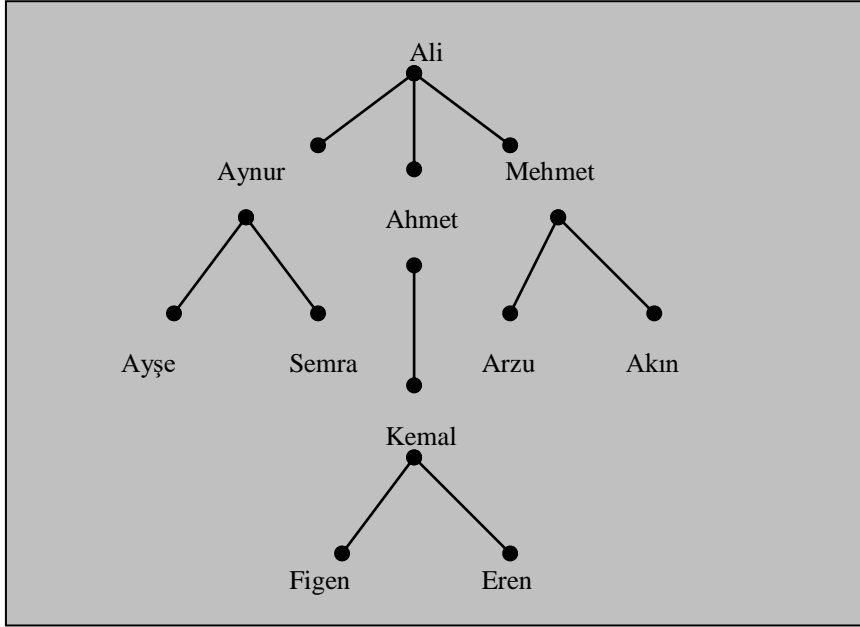 Ali
Aynur
Mehmet
Ahmet
Ayşe
Semra
Arzu
Akın
Kemal
Figen
Eren